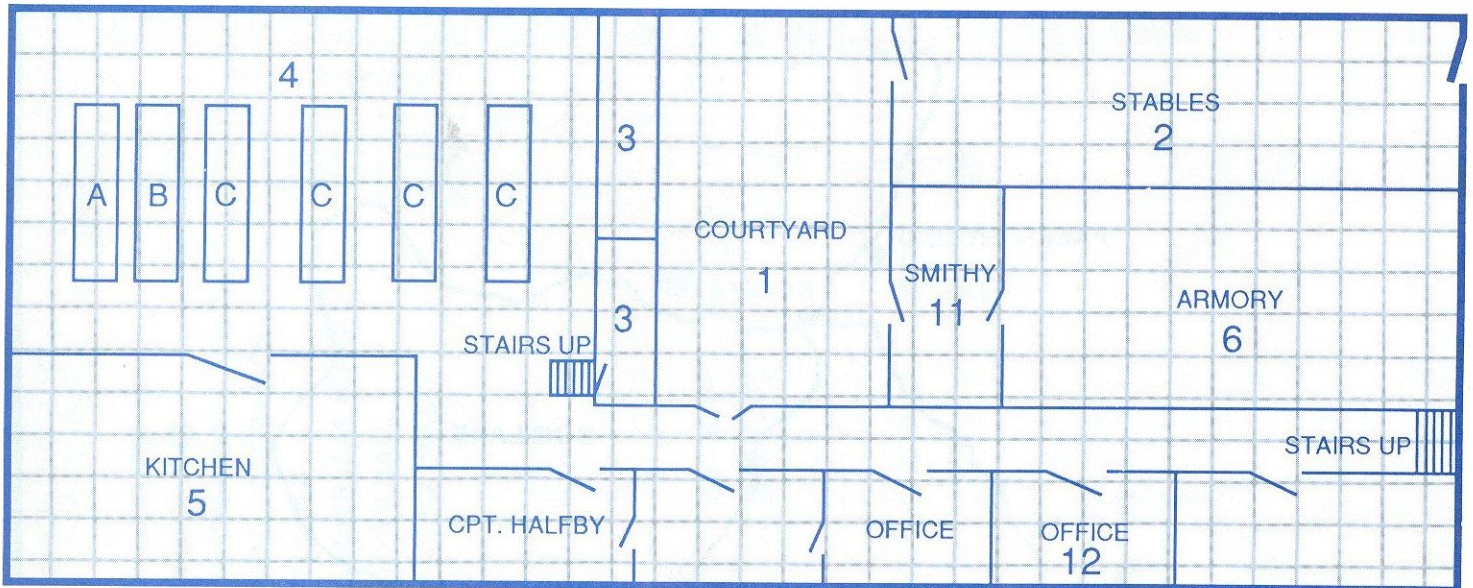 4
STABLES
2
3
A B C C C C
COURTYARD
1
SMITHY
11
ARMORY
6
3
STAIRS UP
STAIRS UP
KITCHEN
5
CPT. HALFBY
OFFICE
OFFICE
12